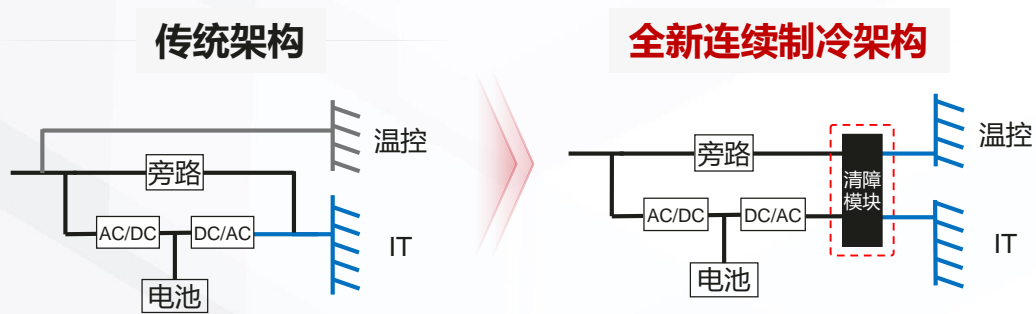 传统架构
温控
旁路
AC/DC
DC/AC
IT
电池
全新连续制冷架构
温控
旁路
清障
模块
AC/DC
DC/AC
IT
电池